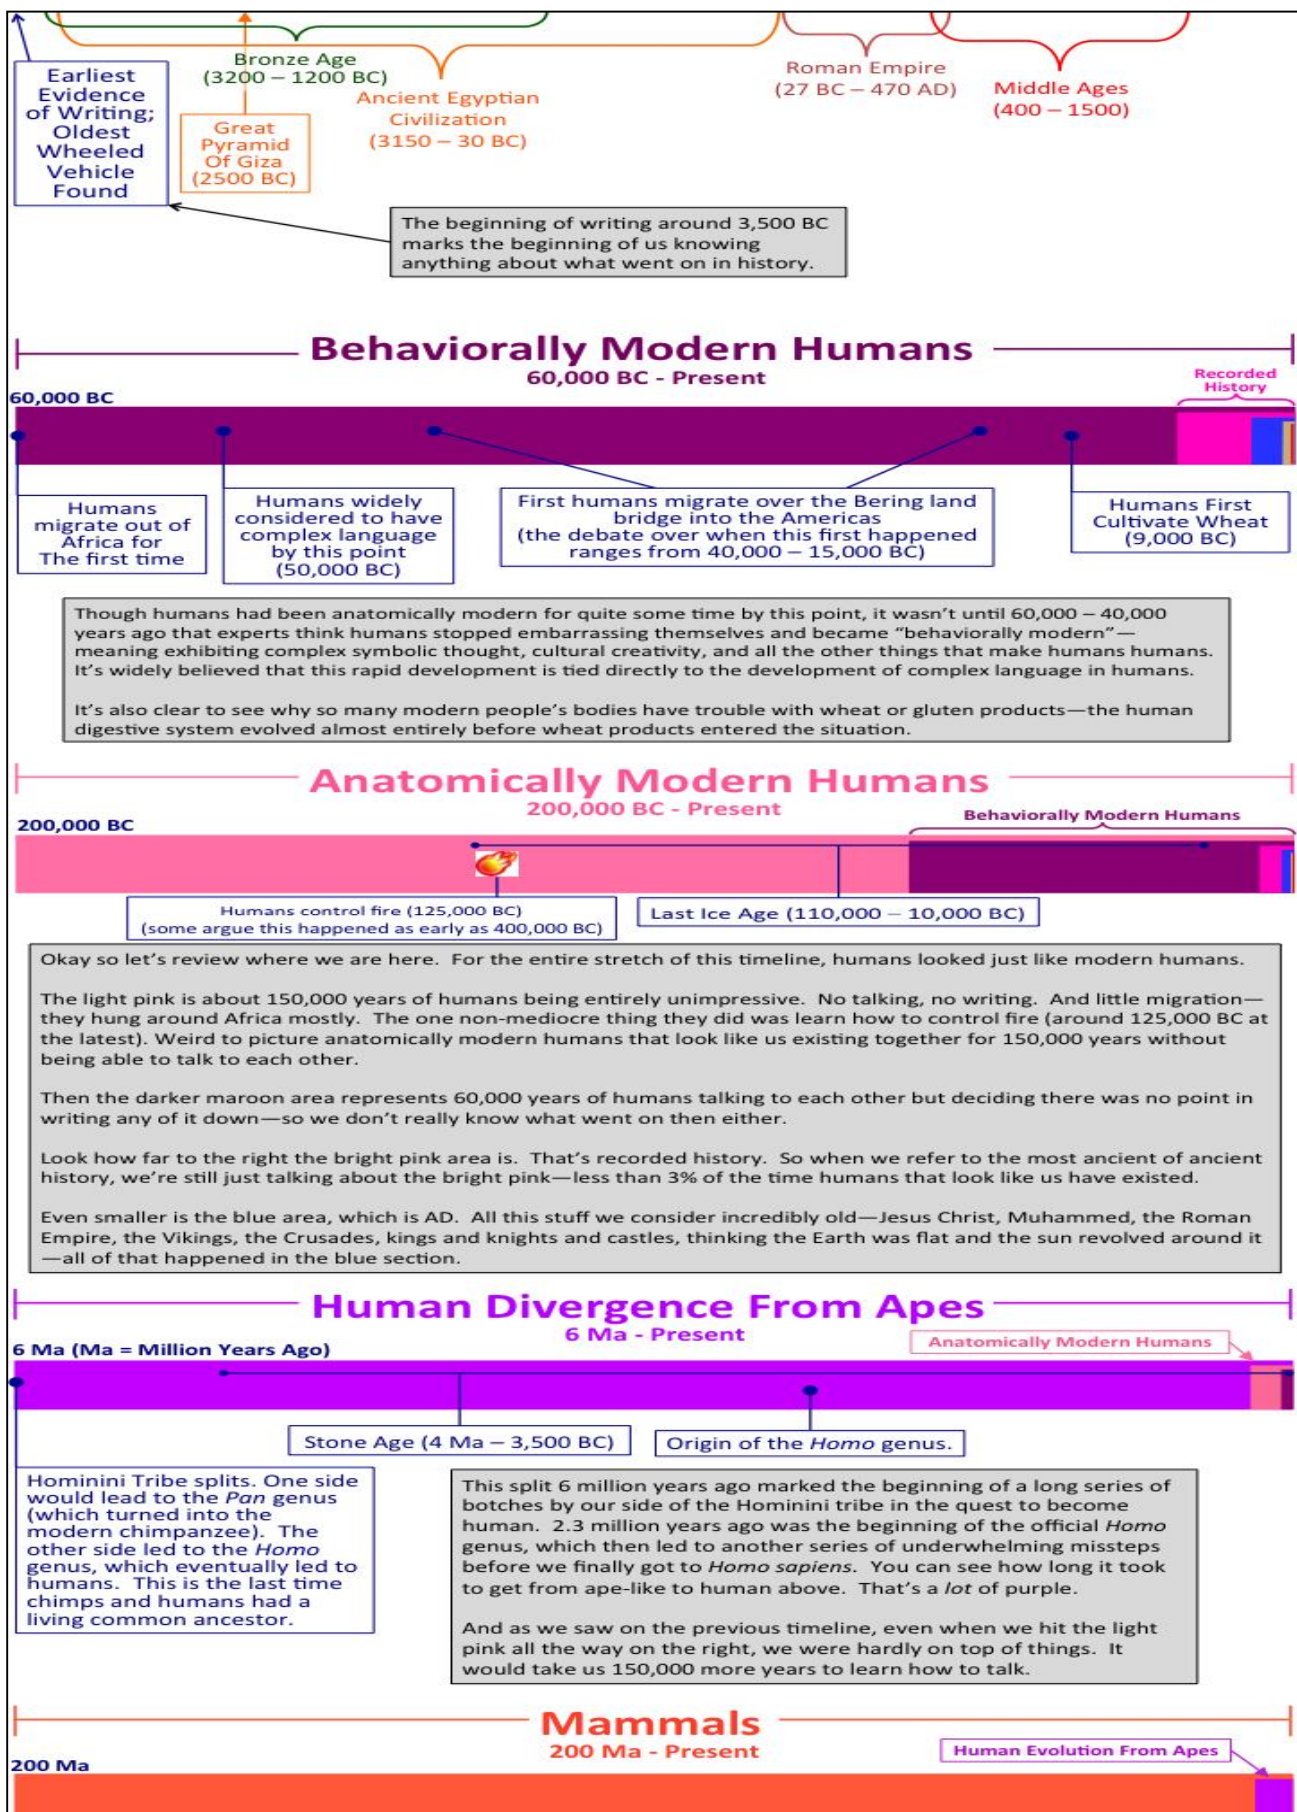 Bronze Age
(3200 – 1200 BC)
Ancient Egyptian
Civilization
(3150 – 30 BC)
Roman Empire
(27 BC – 470 AD)
Middle Ages
(400 – 1500)
Earliest
Evidence
of Writing;
Oldest
Wheeled
Vehicle
Found
Great
Pyramid
Of Giza
(2500 BC)
The beginning of writing around 3,500 BC
marks the beginning of us knowing
anything about what went on in history.
Behaviorally Modern Humans
60,000 BC - Present
60,000 BC
Recorded
History
Humans
migrate out of
Africa for
The first time
Humans widely
considered to have
complex language
by this point
(50,000 BC)
First humans migrate over the Bering land
bridge into the Americas
(the debate over when this first happened
ranges from 40,000 – 15,000 BC)
Humans First
Cultivate Wheat
(9,000 BC)
Though humans had been anatomically modern for quite some time by this point, it wasn’t until 60,000 – 40,000
years ago that experts think humans stopped embarrassing themselves and became “behaviorally modern”—
meaning exhibiting complex symbolic thought, cultural creativity, and all the other things that make humans humans.
It’s widely believed that this rapid development is tied directly to the development of complex language in humans.
It’s also clear to see why so many modern people’s bodies have trouble with wheat or gluten products—the human
digestive system evolved almost entirely before wheat products entered the situation.
Anatomically Modern Humans
200,000 BC - Present
200,000 BC
Behaviorally Modern Humans
Humans control fire (125,000 BC)
(some argue this happened as early as 400,000 BC)
Last Ice Age (110,000 – 10,000 BC)
Okay so let’s review where we are here. For the entire stretch of this timeline, humans looked just like modern humans.
The light pink is about 150,000 years of humans being entirely unimpressive. No talking, no writing. And little migration—
they hung around Africa mostly. The one non-mediocre thing they did was learn how to control fire (around 125,000 BC at
the latest). Weird to picture anatomically modern humans that look like us existing together for 150,000 years without
being able to talk to each other.
Then the darker maroon area represents 60,000 years of humans talking to each other but deciding there was no point in
writing any of it down—so we don’t really know what went on then either.
Look how far to the right the bright pink area is. That’s recorded history. So when we refer to the most ancient of ancient
history, we’re still just talking about the bright pink—less than 3% of the time humans that look like us have existed.
Even smaller is the blue area, which is AD. All this stuff we consider incredibly old—Jesus Christ, Muhammed, the Roman
Empire, the Vikings, the Crusades, kings and knights and castles, thinking the Earth was flat and the sun revolved around it
—all of that happened in the blue section.
Human Divergence From Apes
6 Ma - Present
6 Ma (Ma = Million Years Ago)
Anatomically Modern Humans
Stone Age (4 Ma – 3,500 BC)
Origin of the Homo genus.
Hominini Tribe splits. One side
would lead to the Pan genus
(which turned into the
modern chimpanzee). The
other side led to the Homo
genus, which eventually led to
humans. This is the last time
chimps and humans had a
living common ancestor.
This split 6 million years ago marked the beginning of a long series of
botches by our side of the Hominini tribe in the quest to become
human. 2.3 million years ago was the beginning of the official Homo
genus, which then led to another series of underwhelming missteps
before we finally got to Homo sapiens. You can see how long it took
to get from ape-like to human above. That’s a lot of purple.
And as we saw on the previous timeline, even when we hit the light
pink all the way on the right, we were hardly on top of things. It
would take us 150,000 more years to learn how to talk.
Mammals
200 Ma - Present
200 Ma
Human Evolution From Apes